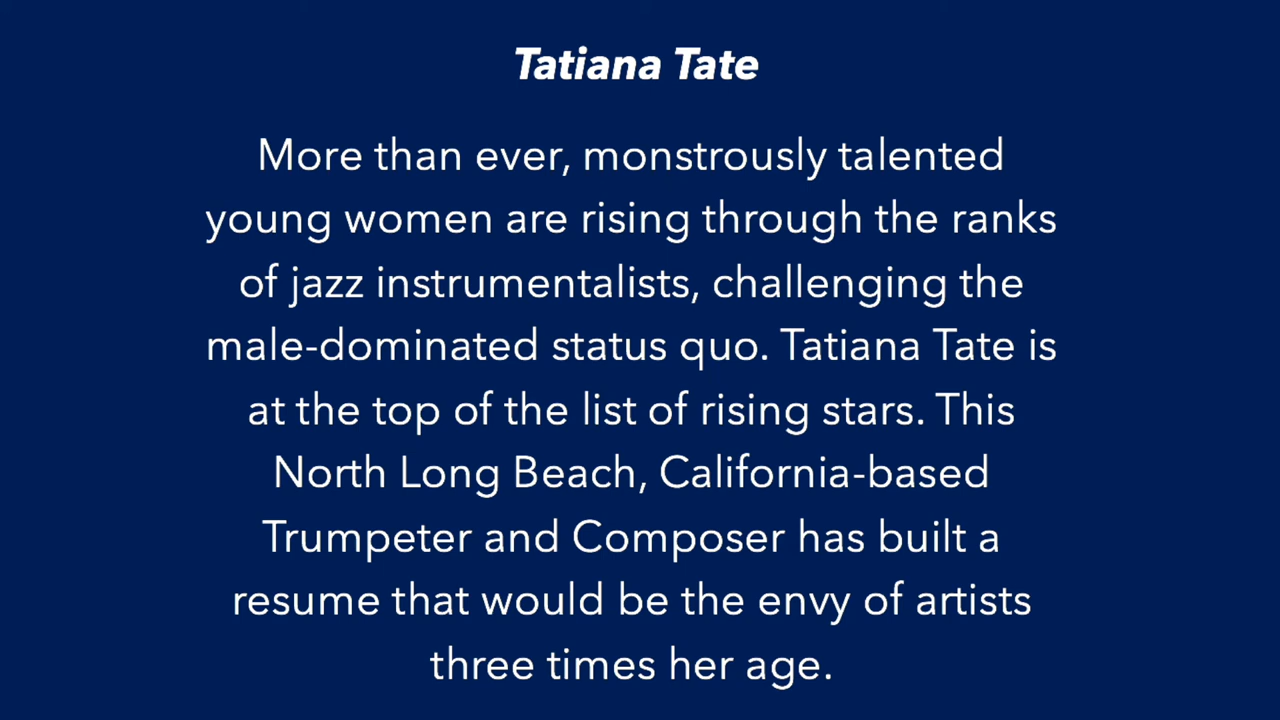 Tatiana Tate
More than ever, monstrously talented
young women are rising through the ranks
of jazz instrumentalists, challenging the
male-dominated status quo. Tatiana Tate is
at the top of the list of rising stars. This
North Long Beach, California-based
Trumpeter and Composer has built a
resume that would be the envy of artists
three times her age.